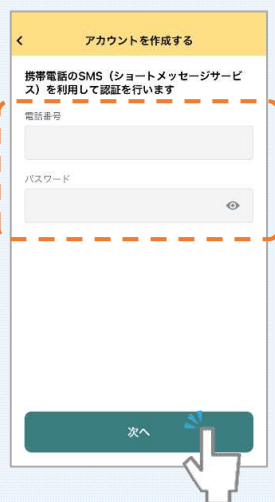 アカウントを作成する
携帯電話のSMS（ショートメッセージサービ
ス）を利用して認証を行います
電話番号
パスワード
次へ